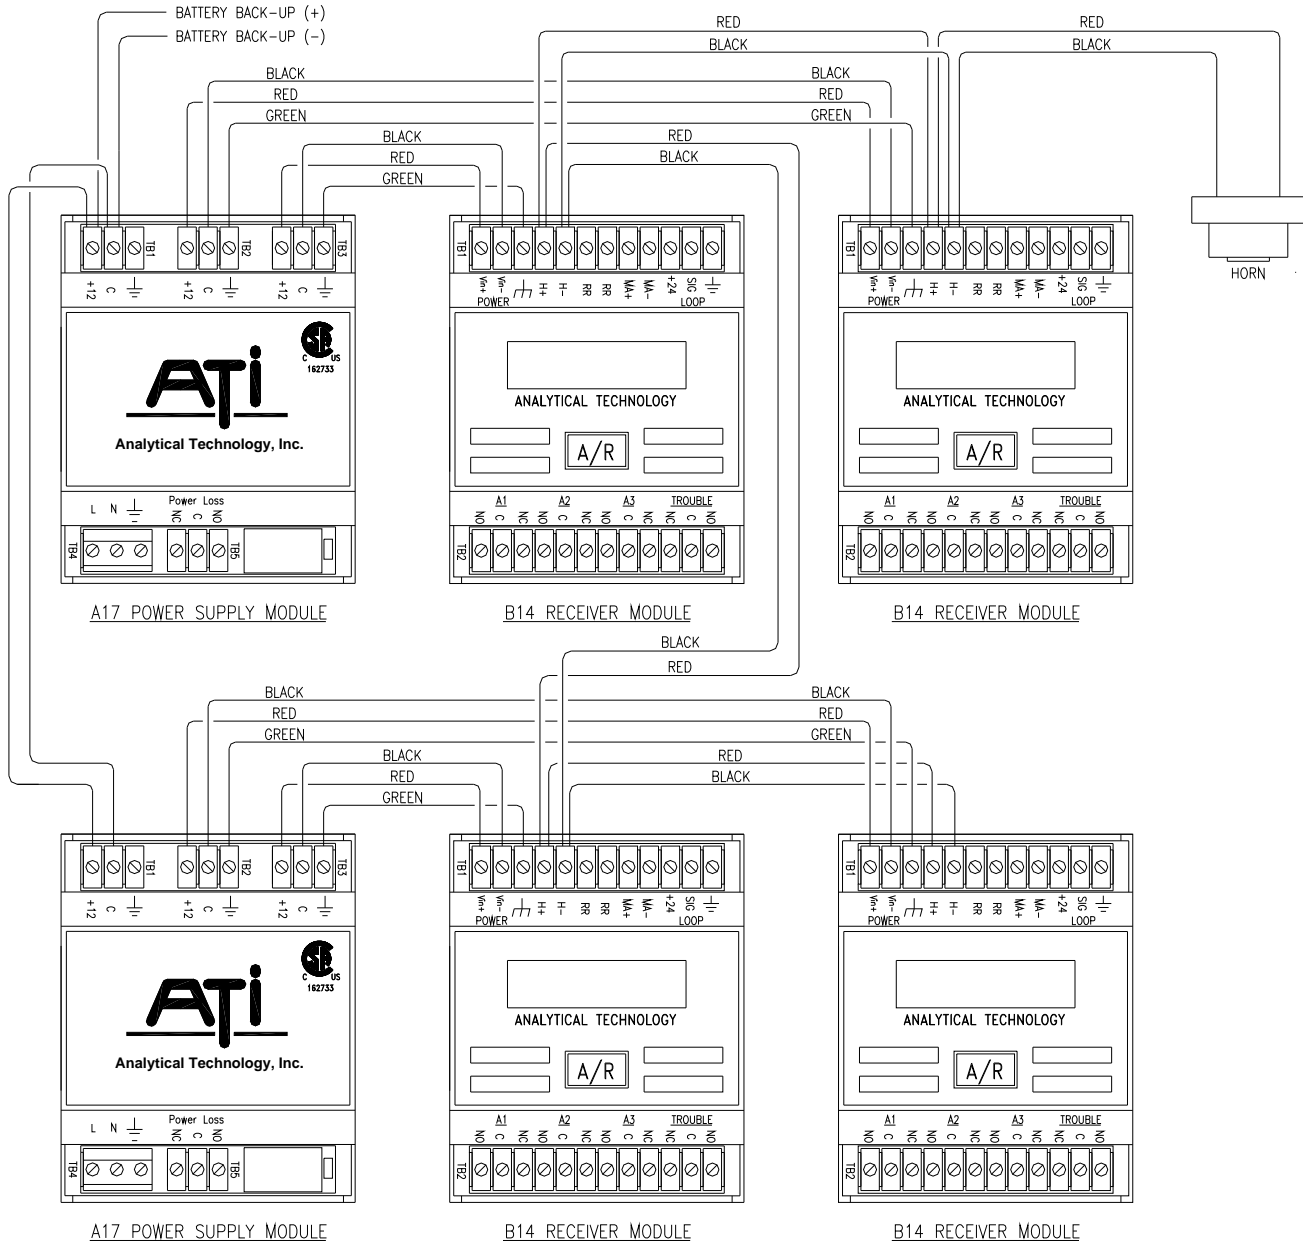 BATTERY BACK-UP (+)
BATTERY BACK-UP (-)
RED
BLACK
RED
BLACK
BLACK
RED
GREEN
BLACK
RED
GREEN
BLACK
RED
GREEN
RED
BLACK
HORN
TB1 TB2 TB3
+12 C +12 C +12 C
ATi
Analytical Technology, Inc.
C US
162733
L N Power Loss
NC C NO
TB4 TB5
A17 POWER SUPPLY MODULE
TB1
Vin+ Vin- H+ H- RR RR MA+ MA- +24 SIG
POWER LOOP
ANALYTICAL TECHNOLOGY
A/R
A1 A2 A3 TROUBLE
NO C NC NO C NO NO C NC NC C NO
TB2
B14 RECEIVER MODULE
TB1
Vin+ Vin- H+ H- RR RR MA+ MA- +24 SIG
POWER LOOP
ANALYTICAL TECHNOLOGY
A/R
A1 A2 A3 TROUBLE
NO C NC NO C NC NO C NC NC C NO
TB2
B14 RECEIVER MODULE
BLACK
RED
BLACK
RED
GREEN
BLACK
RED
GREEN
BLACK
RED
GREEN
RED
BLACK
TB1 TB2 TB3
+12 C +12 C +12 C
ATi
Analytical Technology, Inc.
C US
162733
L N Power Loss
NC C NO
TB4 TB5
A17 POWER SUPPLY MODULE
TB1
Vin+ Vin- H+ H- RR RR MA+ MA- +24 SIG
POWER LOOP
ANALYTICAL TECHNOLOGY
A/R
A1 A2 A3 TROUBLE
NO C NC NO C NO NO C NC NC C NO
TB2
B14 RECEIVER MODULE
TB1
Vin+ Vin- H+ H- RR RR MA+ MA- +24 SIG
POWER LOOP
ANALYTICAL TECHNOLOGY
A/R
A1 A2 A3 TROUBLE
NO C NC NO C NC NO C NC NC C NO
TB2
B14 RECEIVER MODULE